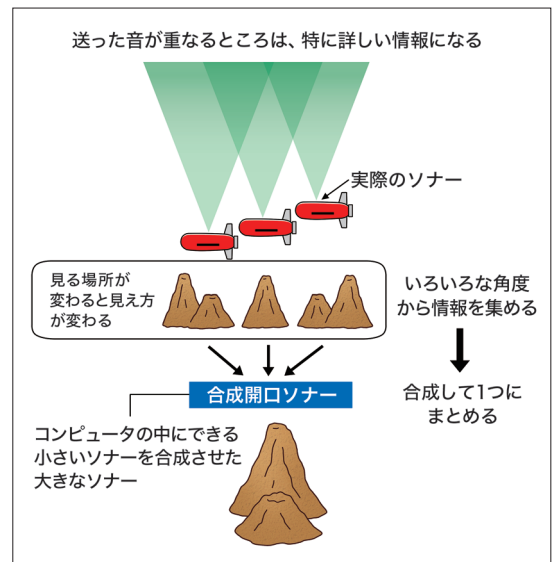 送った音が重なるところは、特に詳しい情報になる
実際のソナー
見る場所が
変わると見え方
が変わる
いろいろな角度
から情報を集める
合成開口ソナー
合成して1つに
まとめる
コンピュータの中にできる
小さいソナーを合成させた
大きなソナー